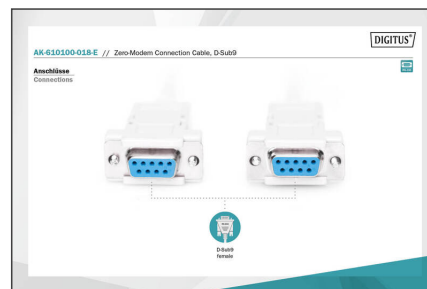 DIGITUS®
AK-610100-018-E // Zero-Modem Connection Cable, D-Sub9
Anschlüsse
Connections
D-Sub9
female